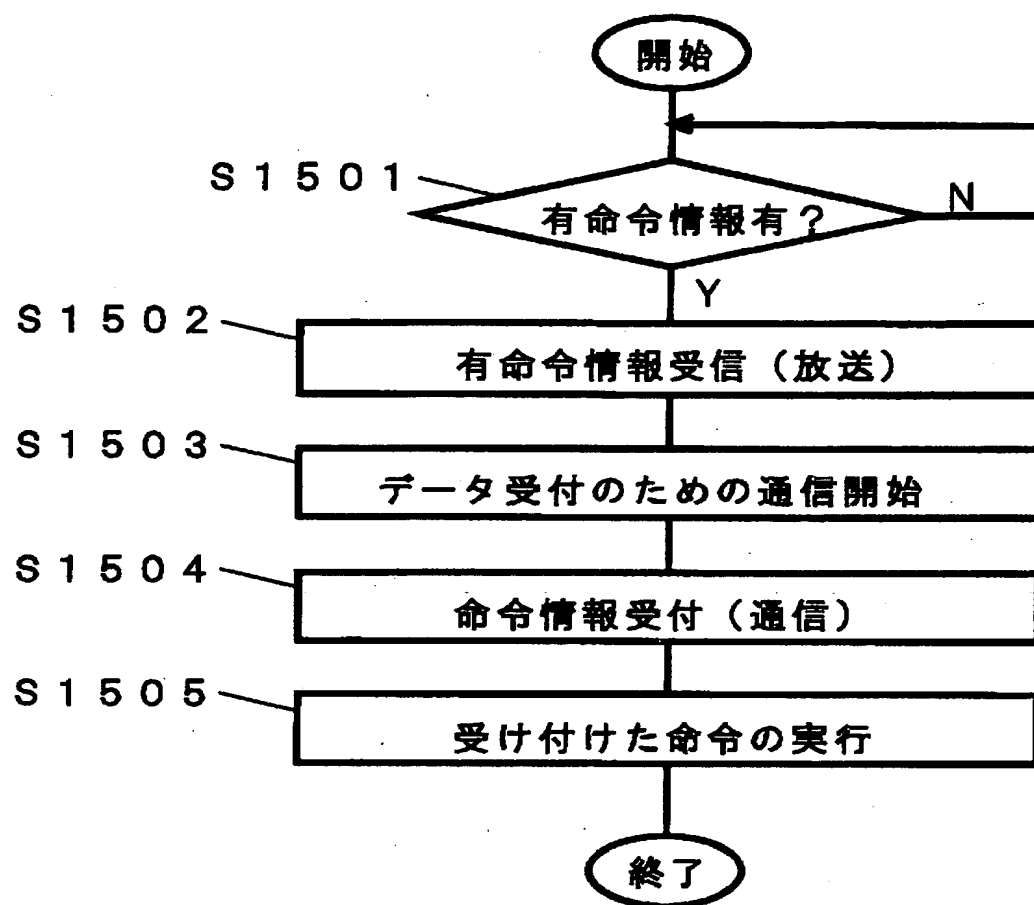 開始
S1501
有命令情報有?
N
Y
S1502
有命令情報受信(放送)
S1503
データ受付のための通信開始
S1504
命令情報受付(通信)
S1505
受け付けた命令の実行
終了